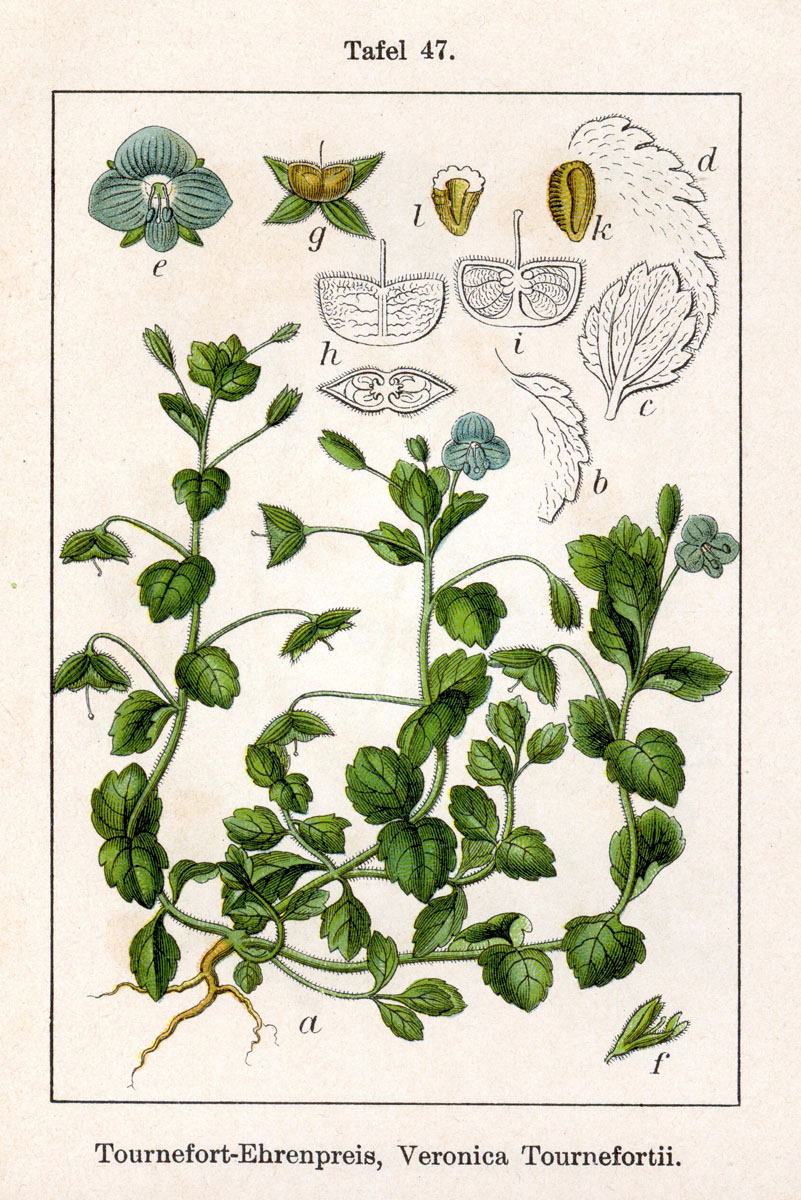 Tafel 47.
e
g
l
k
d
h
i
c
b
a
f
Tournefort-Ehrenpreis, Veronica Tournefortii.